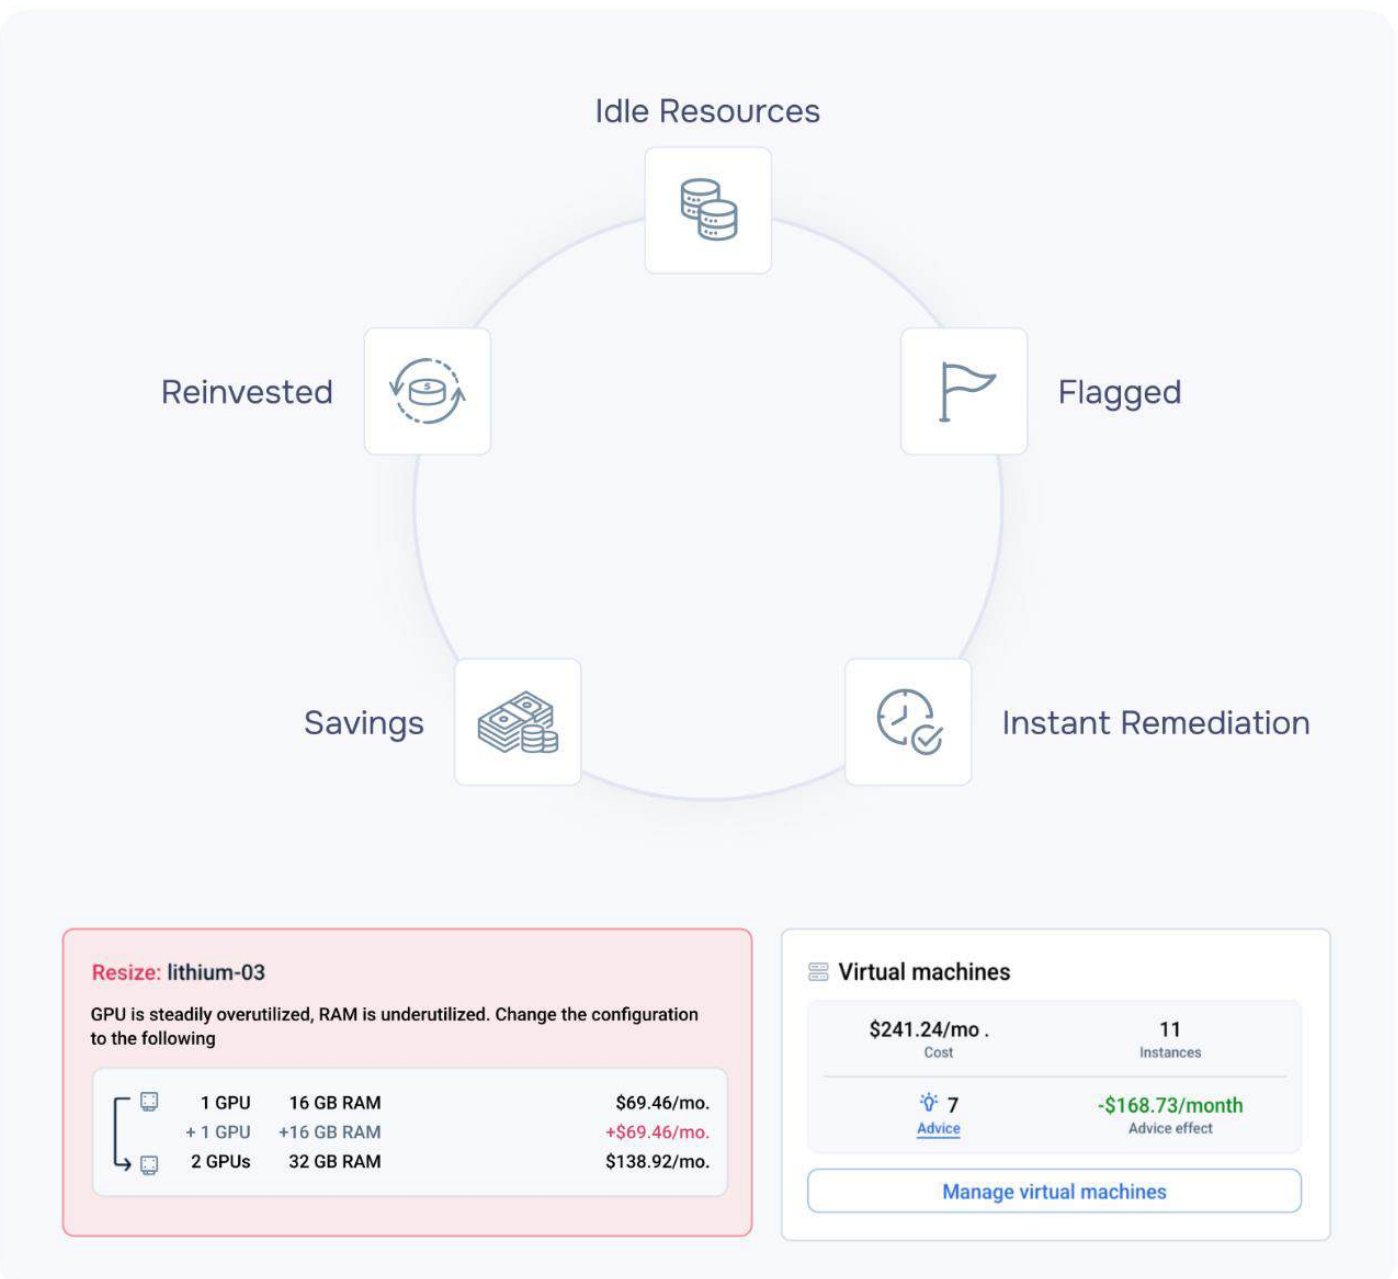 Idle Resources
Reinvested
Flagged
Savings
Instant Remediation
Resize: lithium-03
GPU is steadily overutilized, RAM is underutilized. Change the configuration
to the following
1 GPU 16 GB RAM $69.46/mo.
+ 1 GPU +16 GB RAM +$69.46/mo.
2 GPUs 32 GB RAM $138.92/mo.
Virtual machines
$241.24/mo . 11
Cost Instances
7 -$168.73/month
Advice Advice effect
Manage virtual machines